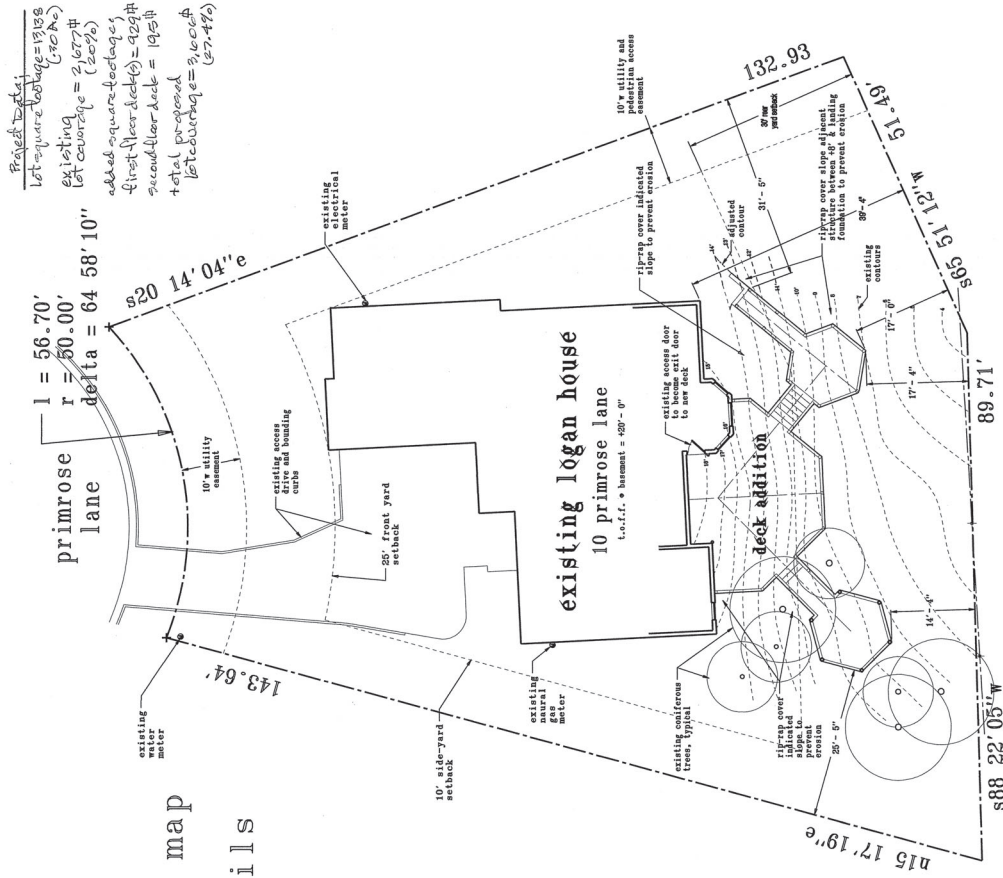 Project Data:
lot square footage = 13,138
(.30 Ac)
existing
lot coverage = 2,677
(20%)
added square footage;
first floor deck(s) = 929
second floor deck = 195
total proposed
lot coverage = 3,606
(27.4%)
l = 56.70'
r = 50.00'
delta = 64 58' 10"
primrose
lane
s20 14' 04"e
132.93
10'w utility and
pedestrian access
easement
existing
electrical
meter
10'w utility
easement
existing access
drive and bounding
curbs
25' front yard
setback
existing
water
meter
143.64'
map
ils
10' side-yard
setback
existing
naural
gas
meter
existing logan house
10 primrose lane
t.o.f.f. @ basement = +20'- 0"
existing access door
to become exit door
to new deck
rip-rap cover indicated
slope to prevent erosion
adjusted
contour
30' rear
yard setback
31'- 5"
39'- 4"
rip-rap cover slope adjacent
structure between +8' & landing
foundation to prevent erosion
existing
contours
17'- 0"
17'- 4"
51.49'
s65 51' 12" W
89.71'
deck addition
existing coniferous
trees, typical
rip-rap cover
indicated
slope to
prevent
erosion
25'- 5"
14'- 4"
n15 17' 19"e
s88 22' 05" W